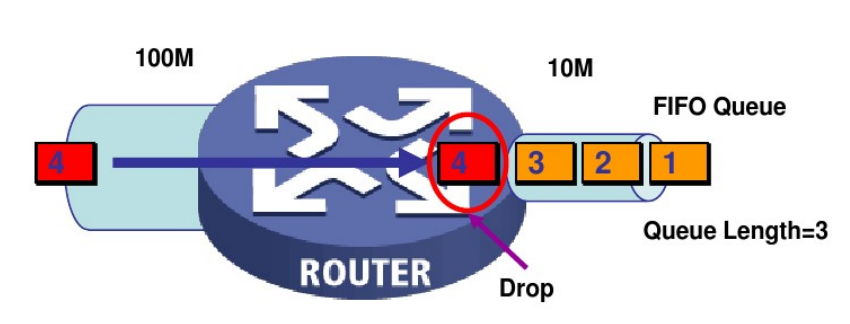 100M
10M
FIFO Queue
4
4
3
2
1
Queue Length=3
ROUTER
Drop